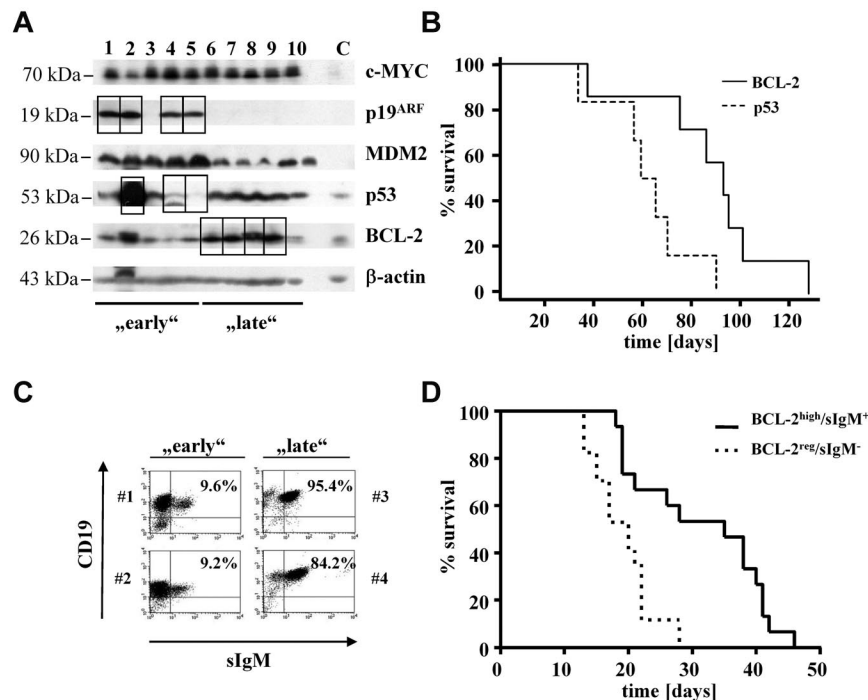 A
1 2 3 4 5 6 7 8 9 10 C
70 kDa c-MYC
19 kDa p19ARF
90 kDa MDM2
53 kDa p53
26 kDa BCL-2
43 kDa β-actin
„early“ „late“
B
% survival
100
80
60
40
20
0
20 40 60 80 100 120
time [days]
BCL-2
p53
C
„early“ „late“
CD19
#1 9.6% 95.4% #3
#2 9.2% 84.2% #4
sIgM
D
% survival
100
80
60
40
20
0
0 10 20 30 40 50
time [days]
BCL-2high/sIgM+
BCL-2reg/sIgM-